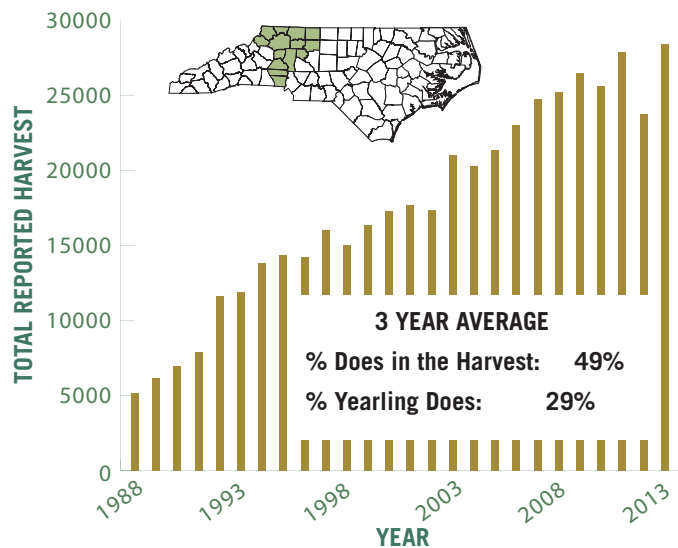 30000
25000
20000
15000
10000
5000
0
TOTAL REPORTED HARVEST
3 YEAR AVERAGE
% Does in the Harvest: 49%
% Yearling Does: 29%
1988 1993 1998 2003 2008 2013
YEAR